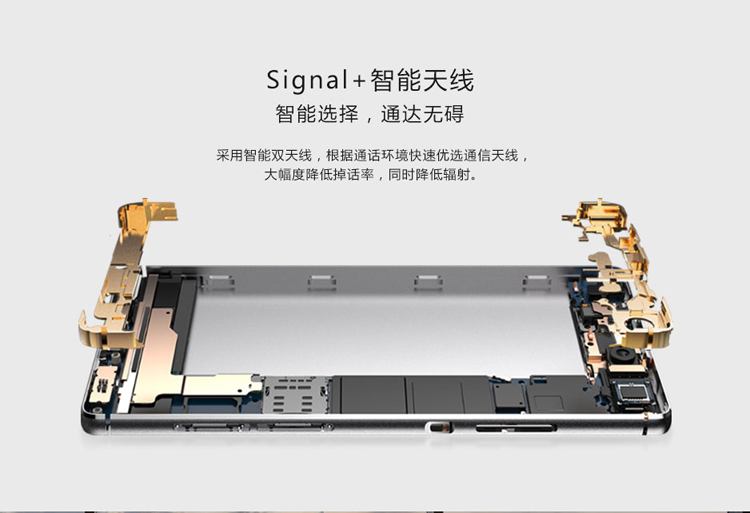 Signal+智能天线
智能选择，通达无碍
采用智能双天线，根据通话环境快速优选通信天线，
大幅度降低掉话率，同时降低辐射。